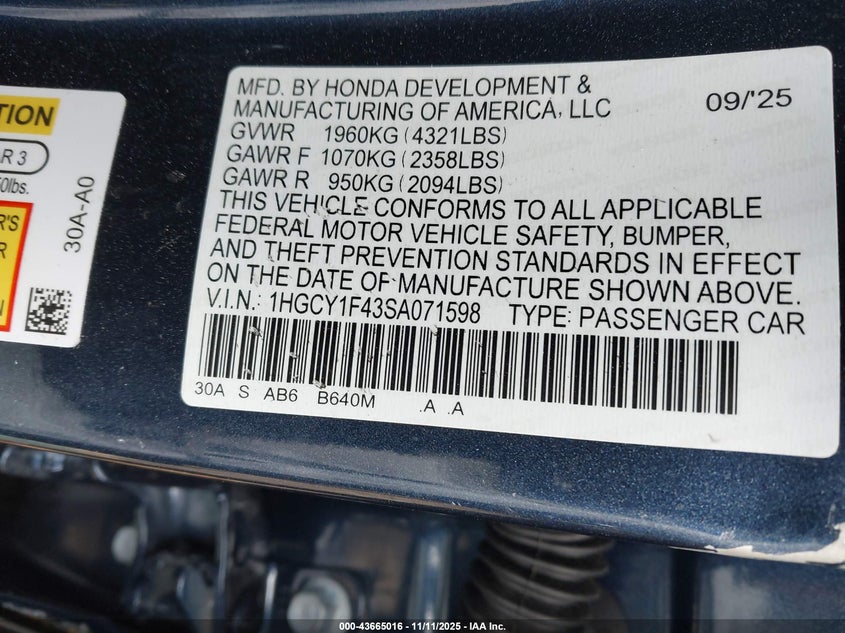 TION
R 3
0lbs.
30A-A0
R'S
R
MFD. BY HONDA DEVELOPMENT &
MANUFACTURING OF AMERICA, LLC 09/'25
GVWR 1960KG (4321LBS)
GAWR F 1070KG (2358LBS)
GAWR R 950KG (2094LBS)
THIS VEHICLE CONFORMS TO ALL APPLICABLE
FEDERAL MOTOR VEHICLE SAFETY, BUMPER,
AND THEFT PREVENTION STANDARDS IN EFFECT
ON THE DATE OF MANUFACTURE SHOWN ABOVE.
V.I.N.: 1HGCY1F43SA071598 TYPE: PASSENGER CAR
30A S AB6 B640M .A .A
000-43665016 - 11/11/2025 - IAA Inc.